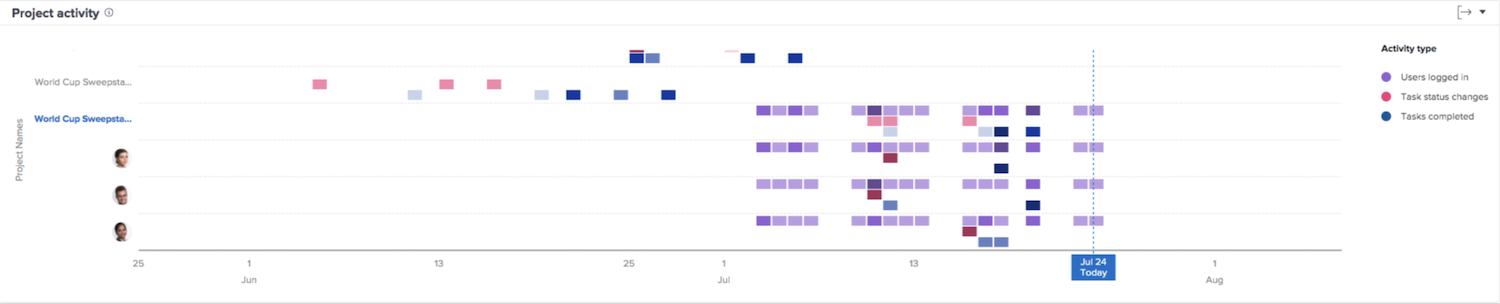 Project activity
Activity type
World Cup Sweepsta...
Users logged in
Task status changes
World Cup Sweepsta...
Tasks completed
Project Names
25 1 13 25 1 13 Jul 24 1
Jun Jul Today Aug